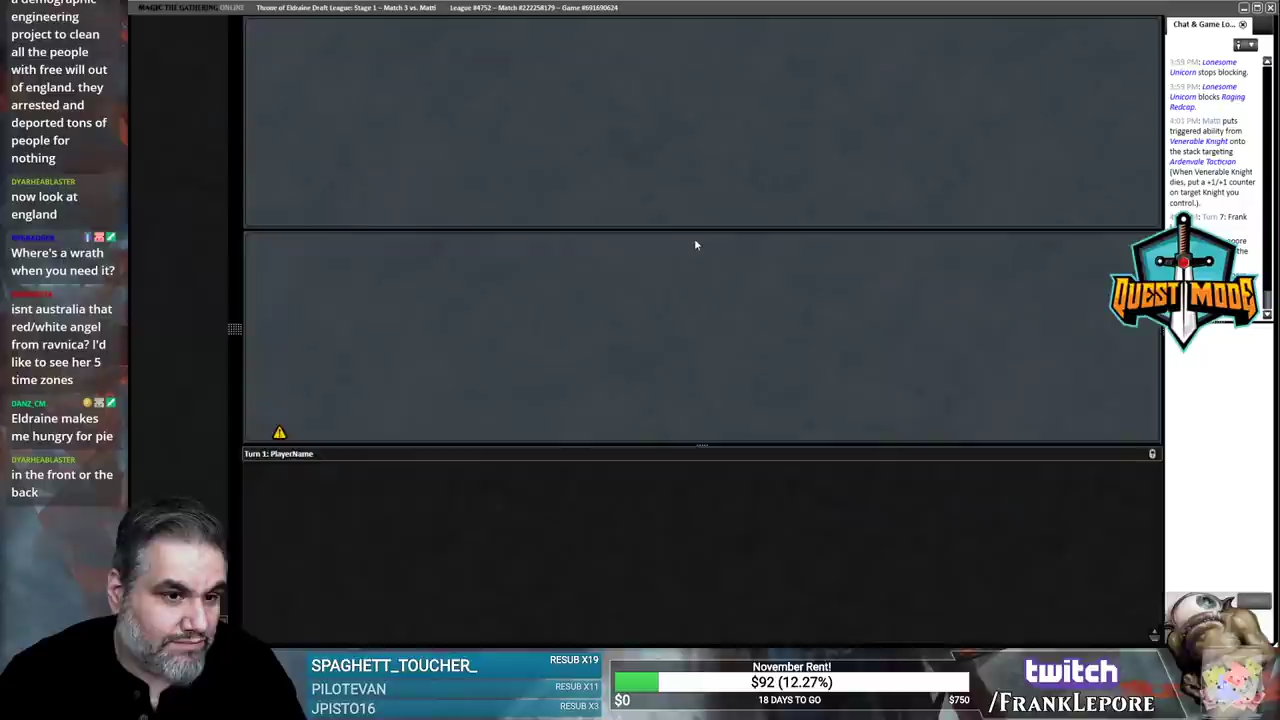 MAGIC THE GATHERING ONLINE
Throne of Eldraine Draft League: Stage 1 - Match 3 vs. Matti
League #4752 - Match #222258179 - Game #691690624
a demographic
engineering
project to clean
all the people
with free will out
of england. they
arrested and
deported tons of
people for
nothing
DYARHEABLASTER
now look at
england
Where's a wrath
when you need it?
isnt australia that
red/white angel
from ravnica? I'd
like to see her 5
time zones
DANZ_CM
Eldraine makes
me hungry for pie
DYARHEABLASTER
in the front or the
back
Turn 1: PlayerName
Chat & Game Lo...
3:59 PM: Lonesome
Unicorn stops blocking.
3:59 PM: Lonesome
Unicorn blocks Raging
Redcap.
4:01 PM: Matti puts
triggered ability from
Venerable Knight onto
the stack targeting
Ardenvale Tactician
(When Venerable Knight
dies, put a +1/+1 counter
on target Knight you
control.).
Turn 7: Frank
QUEST MODE
SPAGHETT_TOUCHER_
RESUB X19
PILOTEVAN
RESUB X11
JPISTO16
RESUB X3
November Rent!
$92 (12.27%)
$0
18 DAYS TO GO
$750
twitch
/FRANKLEPORE